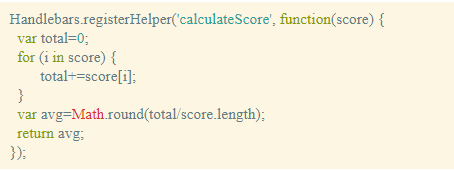 Handlebars.registerHelper('calculateScore', function(score) {
var total=0;
for (i in score) {
total+=score[i];
}
var avg=Math.round(total/score.length);
return avg;
});